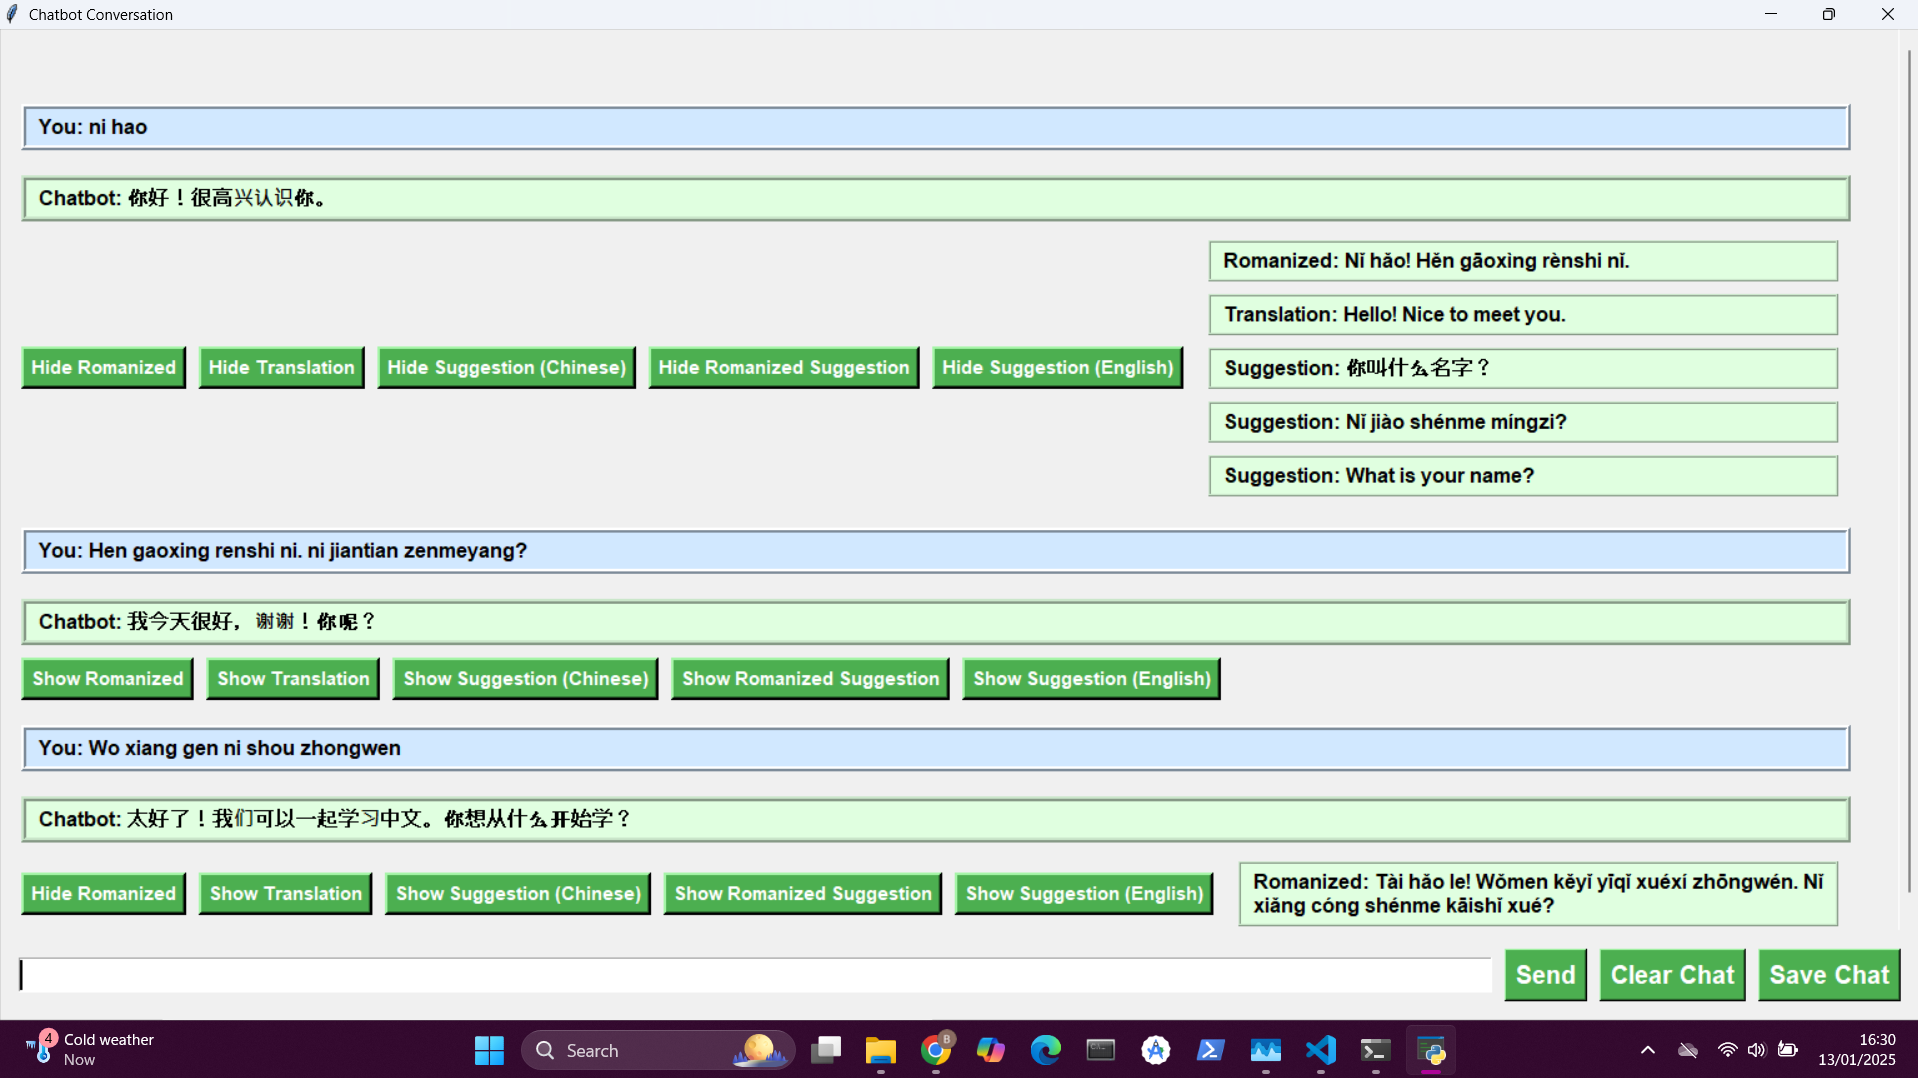 Chatbot Conversation
You: ni hao
Chatbot: 你好！很高兴认识你。
Romanized: Nǐ hǎo! Hěn gāoxìng rènshi nǐ.
Translation: Hello! Nice to meet you.
Hide Romanized Hide Translation Hide Suggestion (Chinese) Hide Romanized Suggestion Hide Suggestion (English) Suggestion: 你叫什么名字？
Suggestion: Nǐ jiào shénme míngzi?
Suggestion: What is your name?
You: Hen gaoxing renshi ni. ni jiantian zenmeyang?
Chatbot: 我今天很好，谢谢！你呢？
Show Romanized Show Translation Show Suggestion (Chinese) Show Romanized Suggestion Show Suggestion (English)
You: Wo xiang gen ni shou zhongwen
Chatbot: 太好了！我们可以一起学习中文。你想从什么开始学？
Hide Romanized Show Translation Show Suggestion (Chinese) Show Romanized Suggestion Show Suggestion (English)
Romanized: Tài hǎo le! Wǒmen kěyǐ yīqǐ xuéxí zhōngwén. Nǐ
xiǎng cóng shénme kāishǐ xué?
Send Clear Chat Save Chat
4 Cold weather
Now
Search
B
16:30
13/01/2025